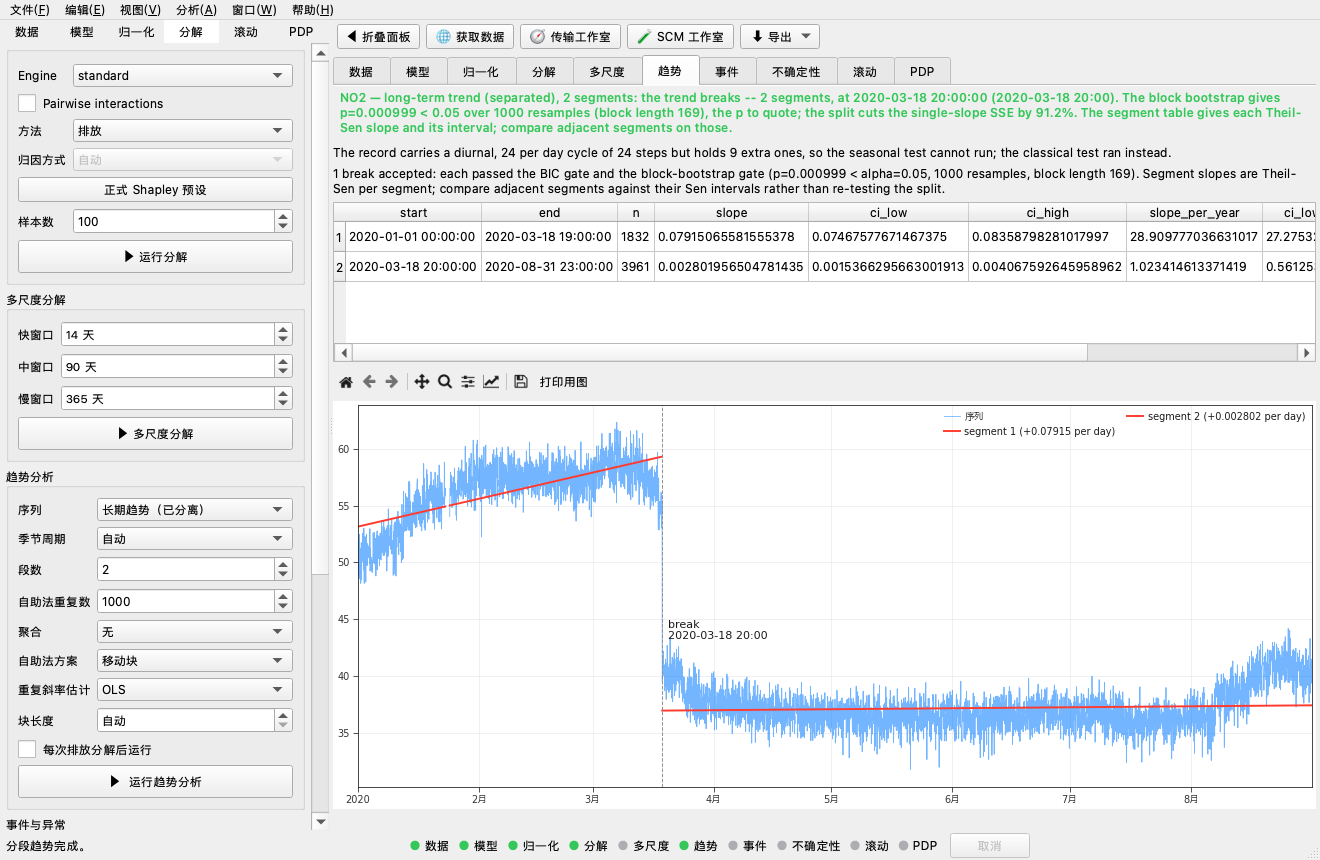 文件(F) 编辑(E) 视图(V) 分析(A) 窗口(W) 帮助(H)
数据 模型 归一化 分解 滚动 PDP
Engine standard
Pairwise interactions
方法 排放
归因方式 自动
正式 Shapley 预设
样本数 100
运行分解
多尺度分解
快窗口 14 天
中窗口 90 天
慢窗口 365 天
多尺度分解
趋势分析
序列 长期趋势（已分离）
季节周期 自动
段数 2
自助法重复数 1000
聚合 无
自助法方案 移动块
重复斜率估计 OLS
块长度 自动
每次排放分解后运行
运行趋势分析
事件与异常
折叠面板 获取数据 传输工作室 SCM 工作室 导出
数据 模型 归一化 分解 多尺度 趋势 事件 不确定性 滚动 PDP
NO2 — long-term trend (separated), 2 segments: the trend breaks -- 2 segments, at 2020-03-18 20:00:00 (2020-03-18 20:00). The block bootstrap gives
p=0.000999 < 0.05 over 1000 resamples (block length 169), the p to quote; the split cuts the single-slope SSE by 91.2%. The segment table gives each Theil-
Sen slope and its interval; compare adjacent segments on those.
The record carries a diurnal, 24 per day cycle of 24 steps but holds 9 extra ones, so the seasonal test cannot run; the classical test ran instead.
1 break accepted: each passed the BIC gate and the block-bootstrap gate (p=0.000999 < alpha=0.05, 1000 resamples, block length 169). Segment slopes are Theil-
Sen per segment; compare adjacent segments against their Sen intervals rather than re-testing the split.
start end n slope ci_low ci_high slope_per_year ci_low
1 2020-01-01 00:00:00 2020-03-18 19:00:00 1832 0.07915065581555378 0.07467577671467375 0.08358798281017997 28.909777036631017 27.2753
2 2020-03-18 20:00:00 2020-08-31 23:00:00 3961 0.002801956504781435 0.0015366295663001913 0.004067592645958962 1.023414613371419 0.56125
打印用图
序列 segment 2 (+0.002802 per day)
segment 1 (+0.07915 per day)
60
55
50
45
40
35
break
2020-03-18 20:00
2020 2月 3月 4月 5月 6月 7月 8月
分段趋势完成。 数据 模型 归一化 分解 多尺度 趋势 事件 不确定性 滚动 PDP 取消